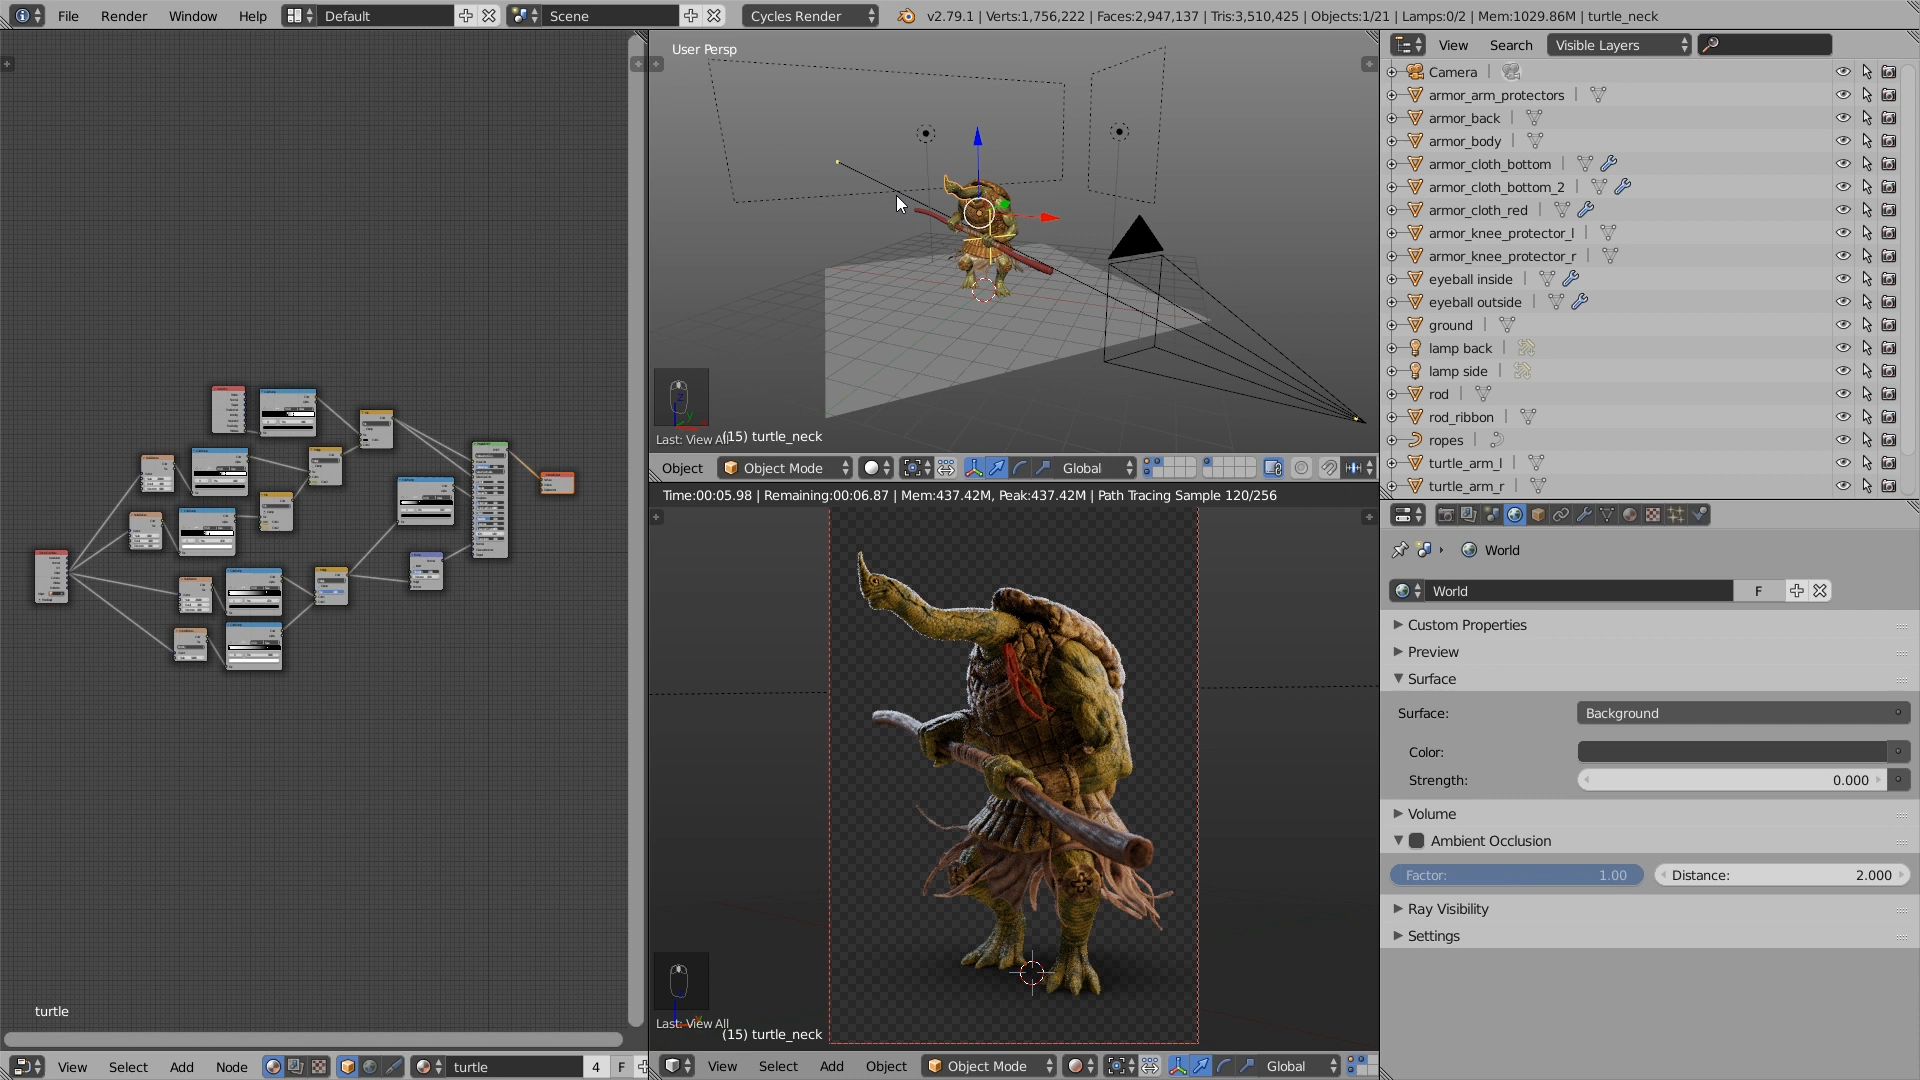 File Render Window Help Default Scene Cycles Render v2.79.1 | Verts:1,756,222 | Faces:2,947,137 | Tris:3,510,425 | Objects:1/21 | Lamps:0/2 | Mem:1029.86M | turtle_neck
User Persp
(15) turtle_neck
Last: View All
Object Object Mode Global
Time:00:05.98 | Remaining:00:06.87 | Mem:437.42M, Peak:437.42M | Path Tracing Sample 120/256
Last: View All
(15) turtle_neck
View Select Add Object Object Mode Global
turtle
View Select Add Node turtle 4 F
View Search Visible Layers
Camera
armor_arm_protectors
armor_back
armor_body
armor_cloth_bottom
armor_cloth_bottom_2
armor_cloth_red
armor_knee_protector_l
armor_knee_protector_r
eyeball inside
eyeball outside
ground
lamp back
lamp side
rod
rod_ribbon
ropes
turtle_arm_l
turtle_arm_r
World
World F
Custom Properties
Preview
Surface
Surface: Background
Color:
Strength: 0.000
Volume
Ambient Occlusion
Factor: 1.00 Distance: 2.000
Ray Visibility
Settings